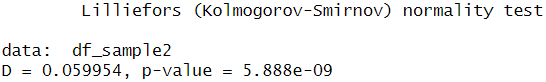 Lilliefors (Kolmogorov-Smirnov) normality test
data:  df_sample2
D = 0.059954, p-value = 5.888e-09